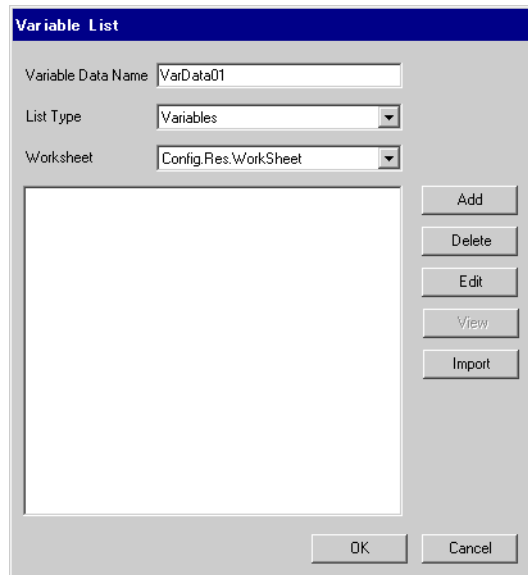 Variable List
Variable Data Name VarData01
List Type Variables
Worksheet Config.Res.WorkSheet
Add
Delete
Edit
View
Import
OK Cancel